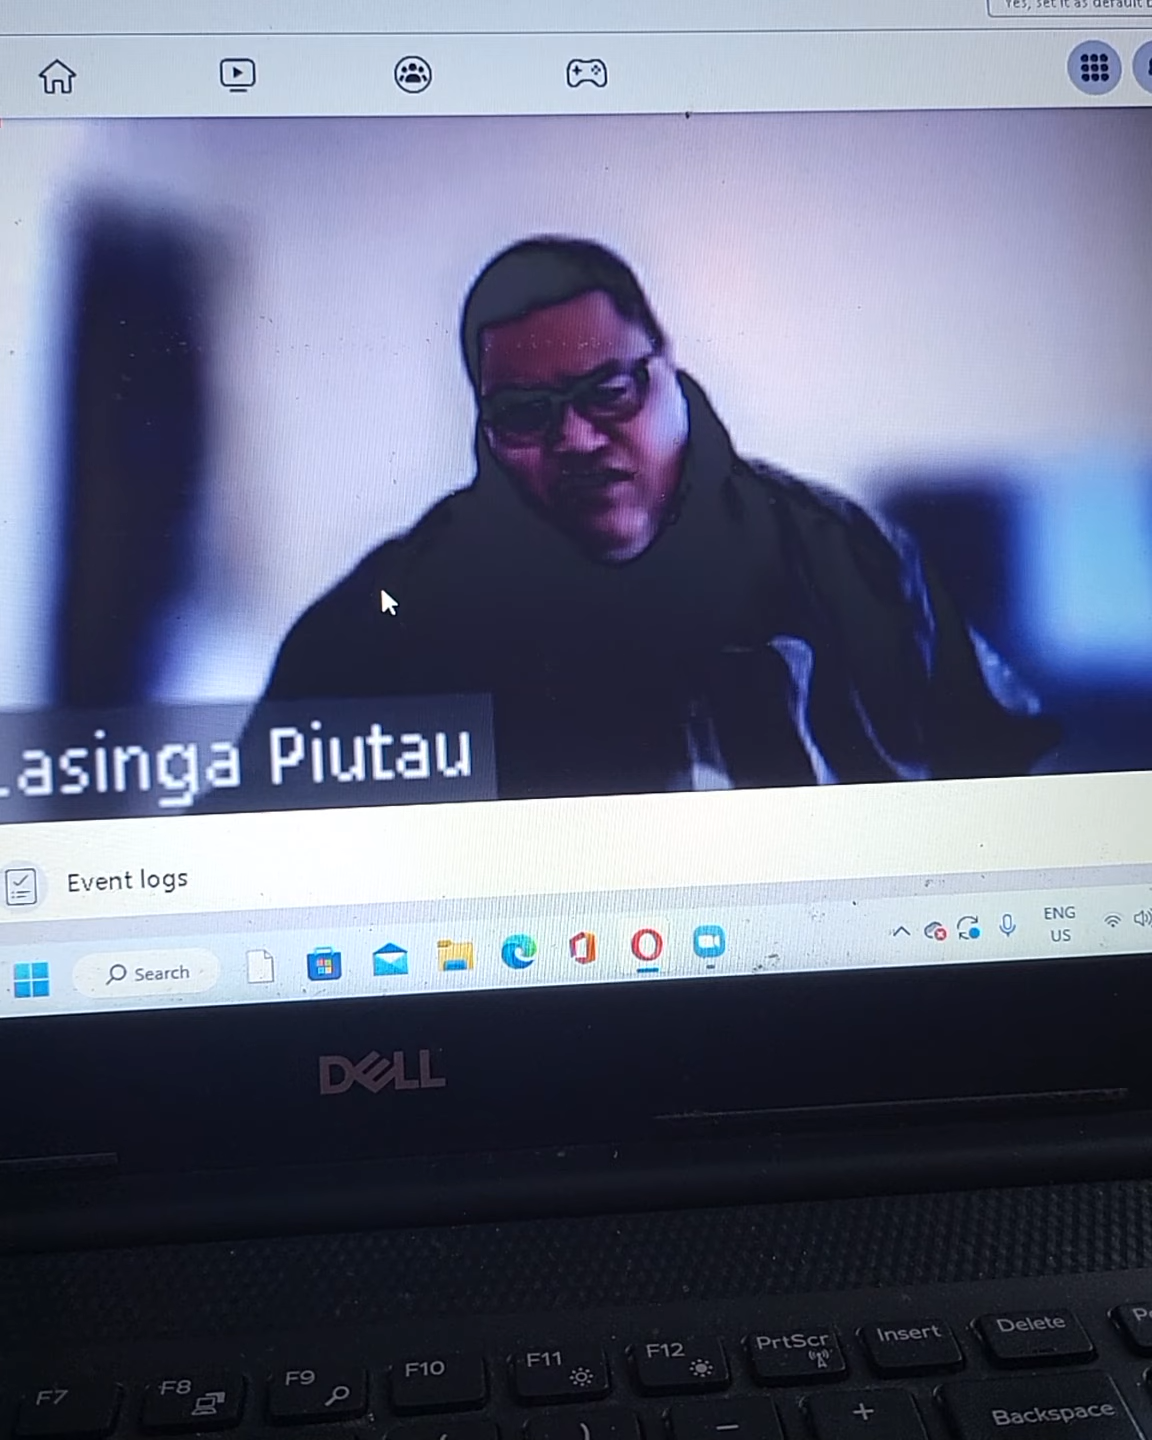 Yes, set it as default b
Lasinga Piutau
Event logs
Search
ENG
US
DELL
F7
F8
F9
F10
F11
F12
PrtScr
Insert
Delete
)
–
+
Backspace